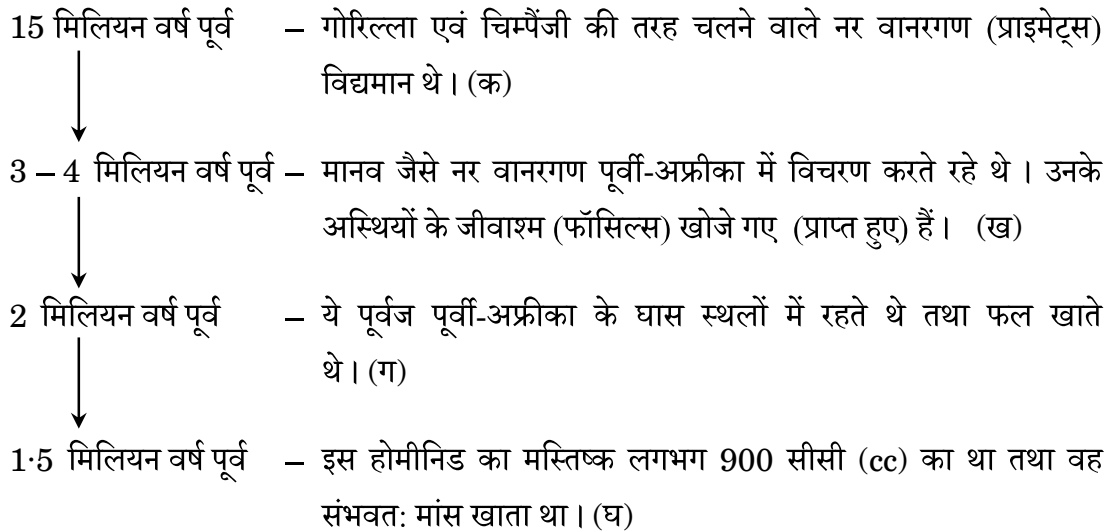 15 मिलियन वर्ष पूर्व – गोरिल्ला एवं चिम्पैंजी की तरह चलने वाले नर वानरगण (प्राइमेट्स)
विद्यमान थे। (क)
3 – 4 मिलियन वर्ष पूर्व – मानव जैसे नर वानरगण पूर्वी-अफ्रीका में विचरण करते रहे थे । उनके
अस्थियों के जीवाश्म (फॉसिल्स) खोजे गए (प्राप्त हुए) हैं। (ख)
2 मिलियन वर्ष पूर्व – ये पूर्वज पूर्वी-अफ्रीका के घास स्थलों में रहते थे तथा फल खाते
थे। (ग)
1·5 मिलियन वर्ष पूर्व – इस होमीनिड का मस्तिष्क लगभग 900 सीसी (cc) का था तथा वह
संभवत: मांस खाता था। (घ)